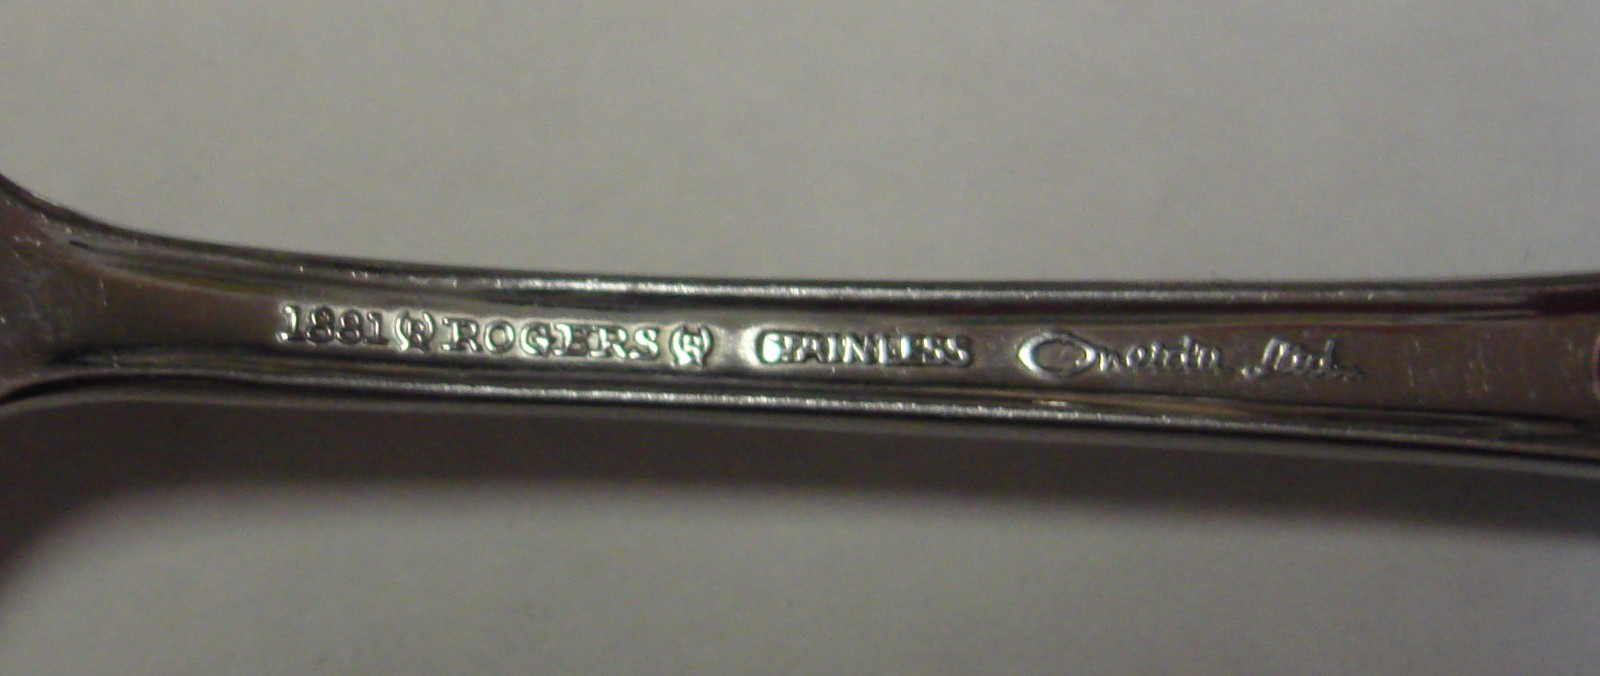 1881 (R) ROGERS (R) STAINLESS Oneida Ltd.